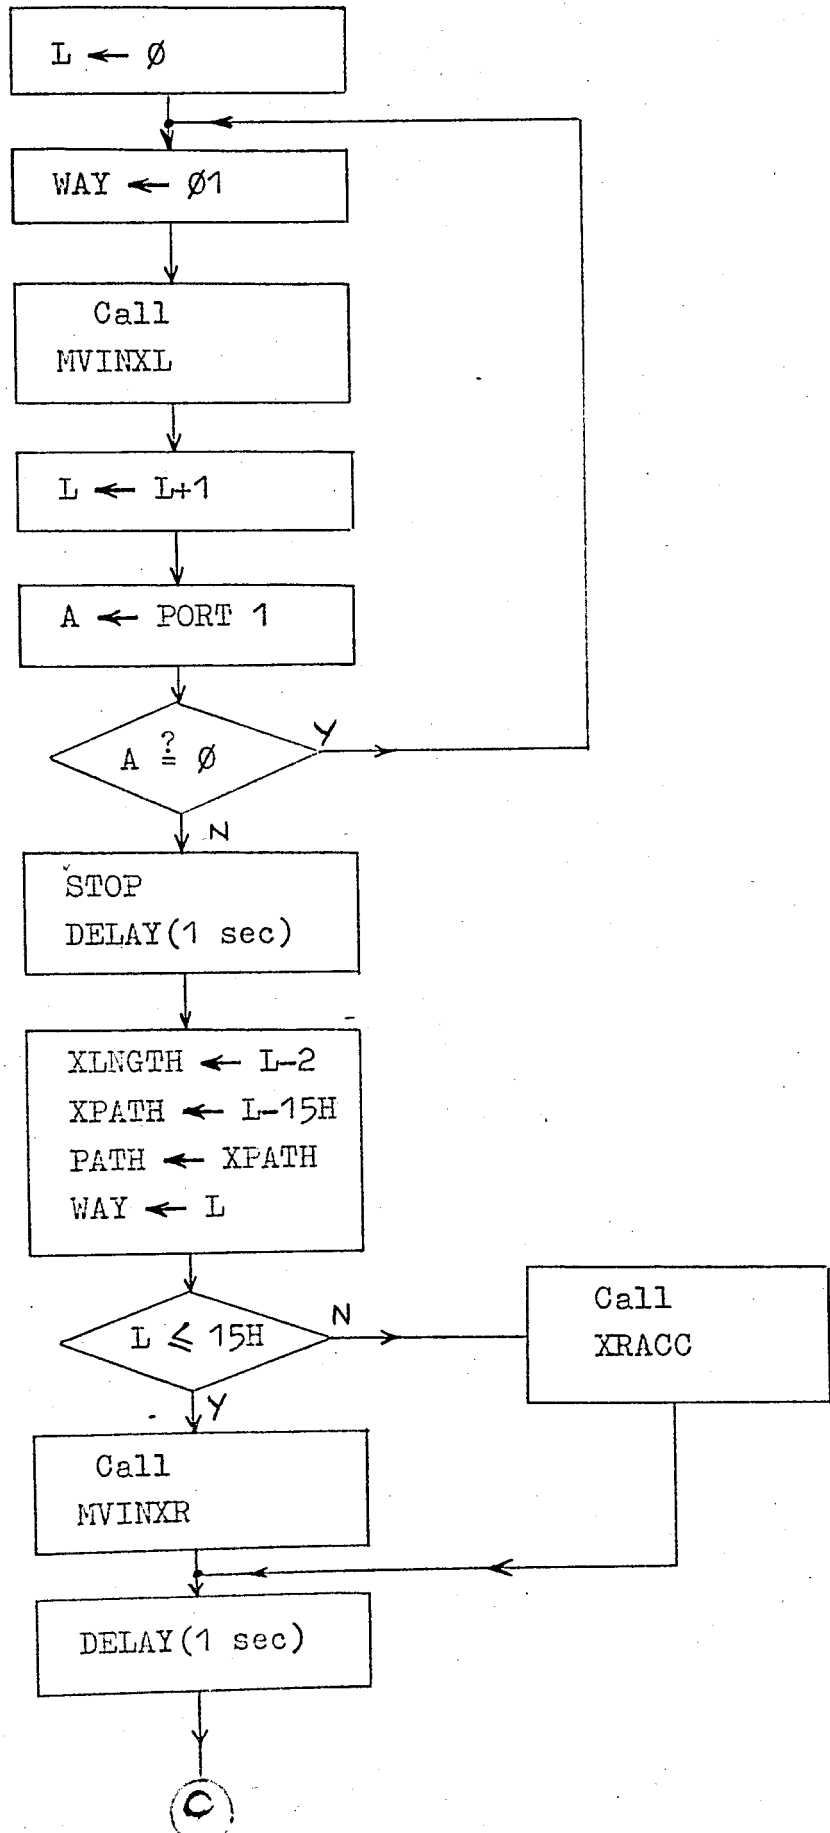 L ← Ø
WAY ← Ø1
Call
MVINXL
L ← L+1
A ← PORT 1
A ≟ Ø
Y
N
STOP
DELAY(1 sec)
XLNGTH ← L-2
XPATH ← L-15H
PATH ← XPATH
WAY ← L
L ≤ 15H
N
Y
Call
XRACC
Call
MVINXR
DELAY(1 sec)
C